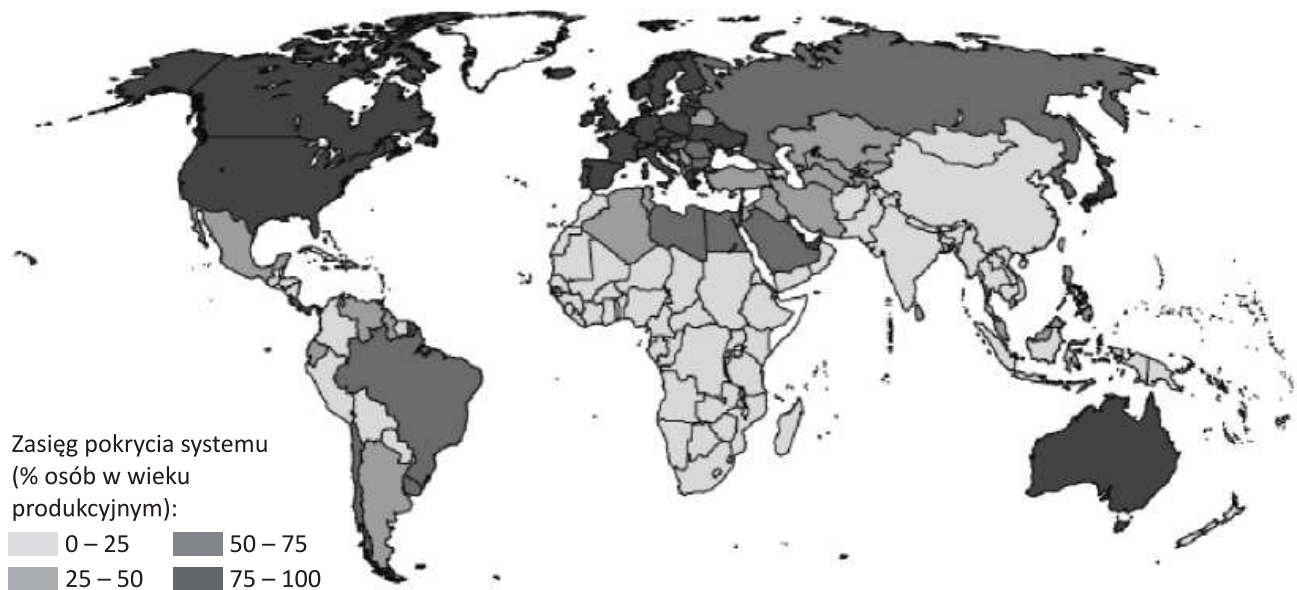 Zasięg pokrycia systemu
(% osób w wieku
produkcyjnym):
0 – 25
50 – 75
25 – 50
75 – 100